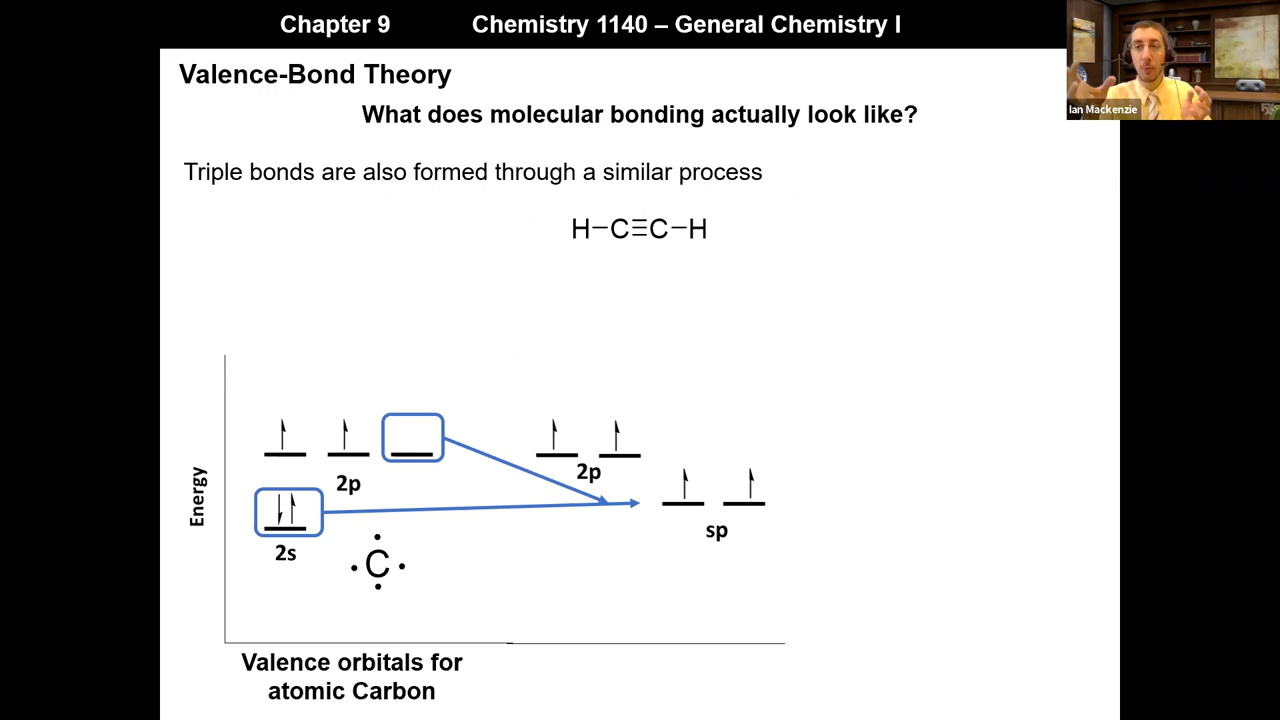 Chapter 9 Chemistry 1140 – General Chemistry I
Ian Mackenzie
Valence-Bond Theory
What does molecular bonding actually look like?
Triple bonds are also formed through a similar process
H–C≡C–H
Energy
2p
2p
2s
sp
C
Valence orbitals for
atomic Carbon